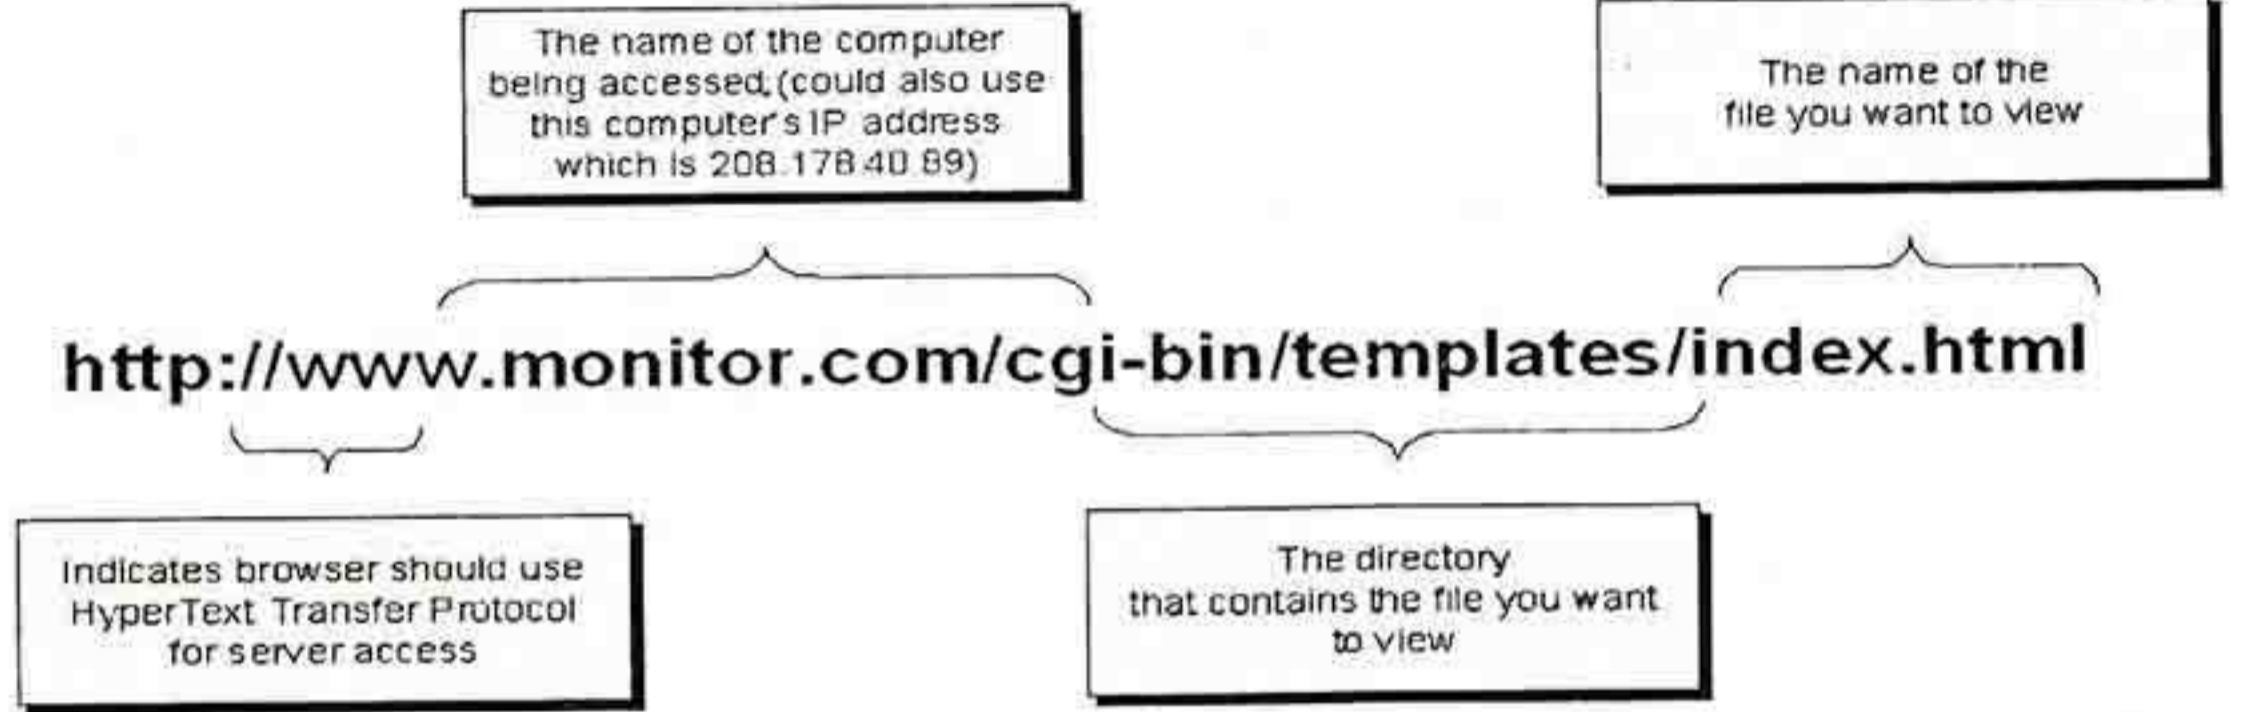 The name of the computer
being accessed, (could also use
this computer's IP address
which is 208.178.40.89)
The name of the
file you want to view
http://www.monitor.com/cgi-bin/templates/index.html
Indicates browser should use
HyperText Transfer Protocol
for server access
The directory
that contains the file you want
to view